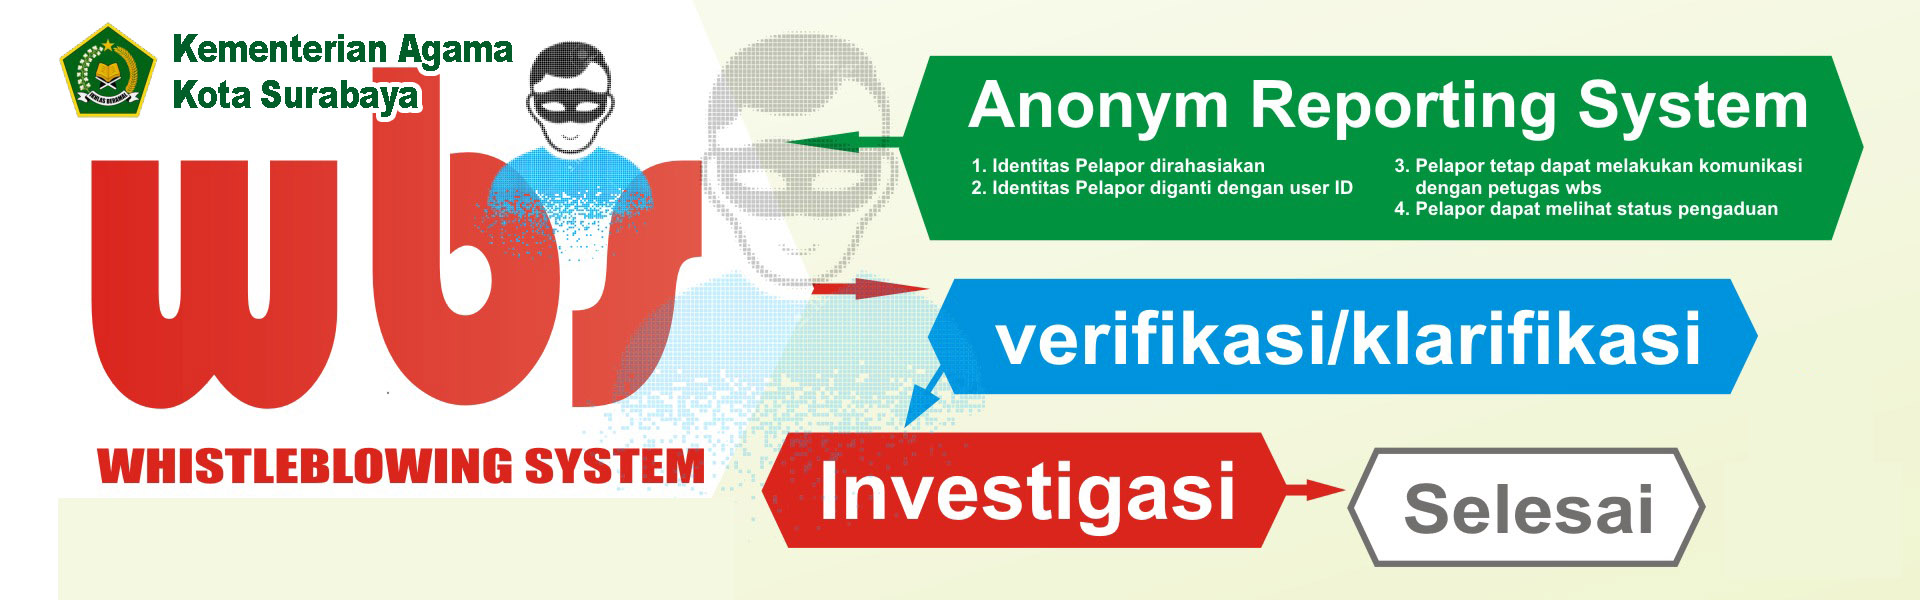 Kementerian Agama
Kota Surabaya
IKHLAS BERAMAL
wbs
WHISTLEBLOWING SYSTEM
Anonym Reporting System
1. Identitas Pelapor dirahasiakan
2. Identitas Pelapor diganti dengan user ID
3. Pelapor tetap dapat melakukan komunikasi
dengan petugas wbs
4. Pelapor dapat melihat status pengaduan
verifikasi/klarifikasi
Investigasi
Selesai